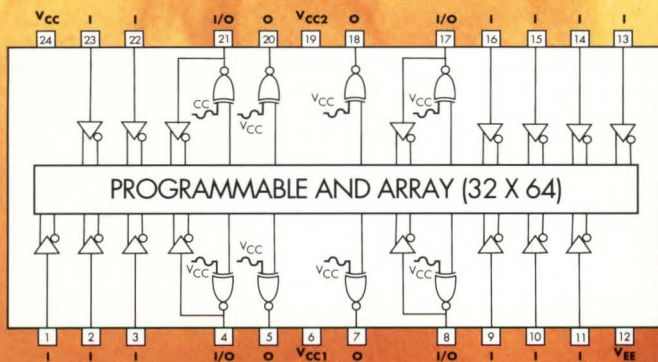 VCC I I I/O O VCC2 O I/O I I I I
24 23 22 21 20 19 18 17 16 15 14 13
CC VCC VCC VCC
PROGRAMMABLE AND ARRAY (32 X 64)
VCC VCC VCC VCC
1 2 3 4 5 6 7 8 9 10 11 12
I I I I/O O VCC1 O I/O I I I VEE